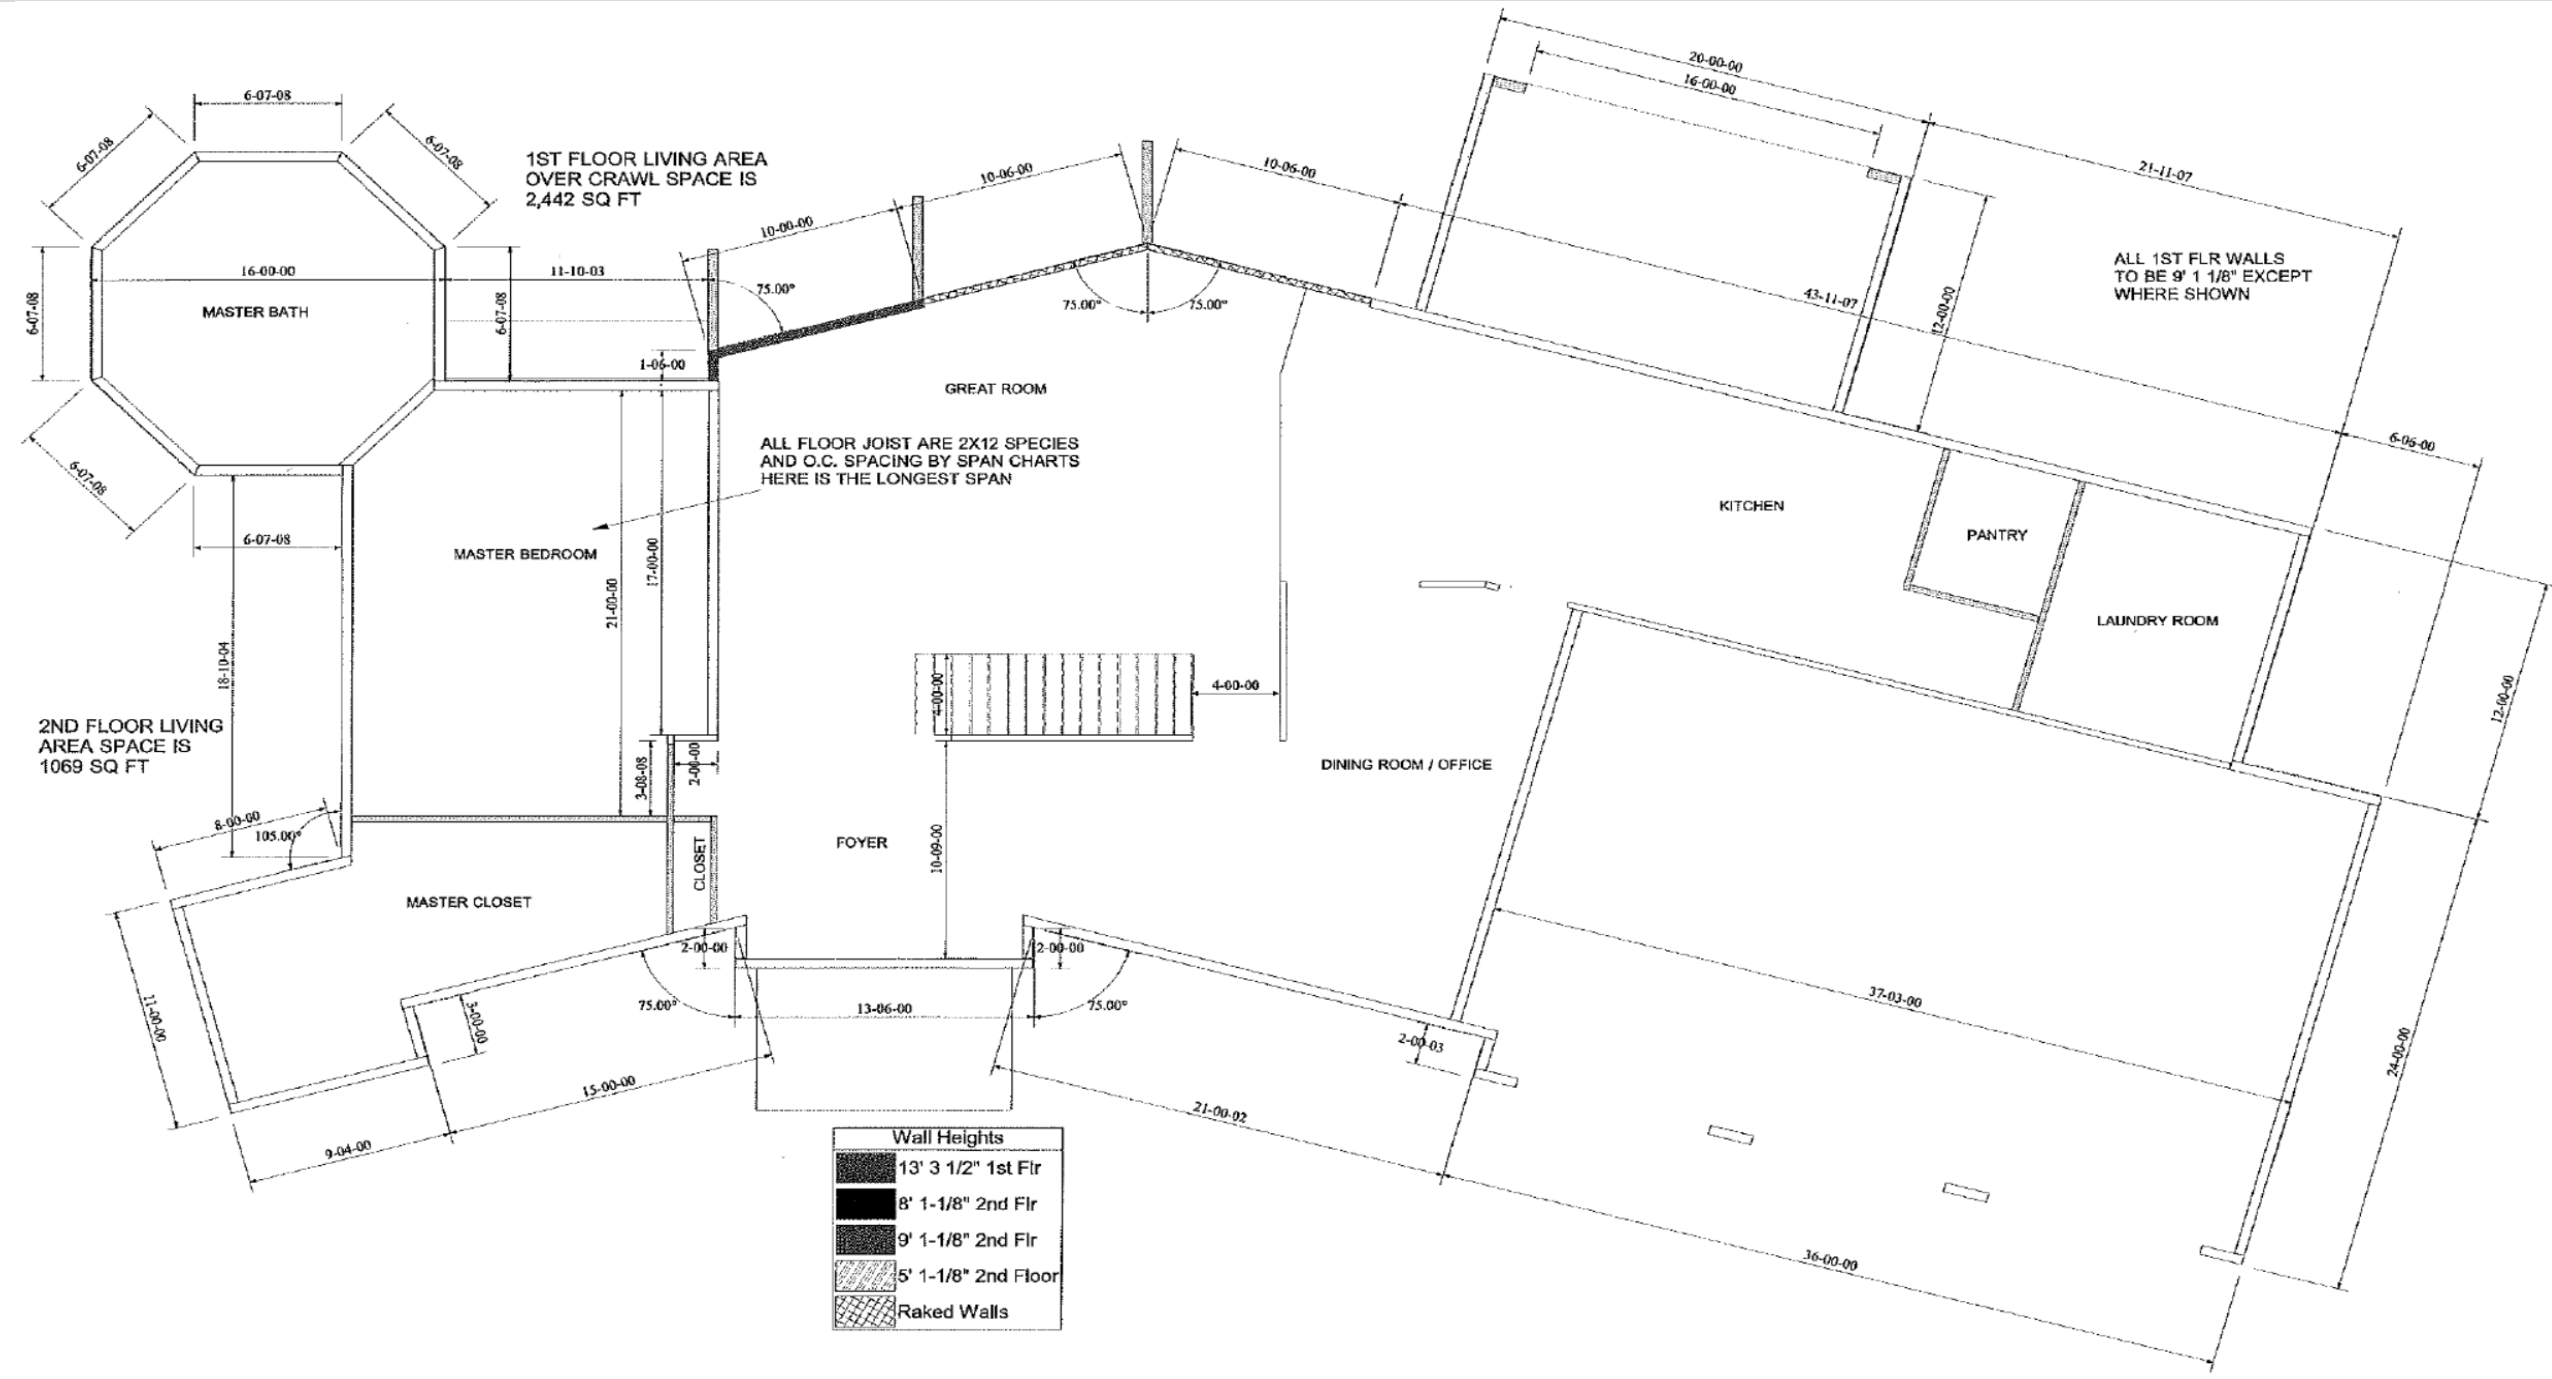 20-00-00
16-00-00
6-07-08
6-07-08
6-07-08
1ST FLOOR LIVING AREA
OVER CRAWL SPACE IS
2,442 SQ FT
10-06-00
10-06-00
21-11-07
10-00-00
16-00-00
11-10-03
75.00°
75.00°
75.00°
43-11-07
12-00-00
ALL 1ST FLR WALLS
TO BE 9' 1 1/8" EXCEPT
WHERE SHOWN
6-07-08
MASTER BATH
6-07-08
1-06-00
GREAT ROOM
6-06-00
ALL FLOOR JOIST ARE 2X12 SPECIES
AND O.C. SPACING BY SPAN CHARTS
HERE IS THE LONGEST SPAN
6-07-08
6-07-08
MASTER BEDROOM
17-00-00
21-00-00
KITCHEN
PANTRY
LAUNDRY ROOM
18-10-04
4-00-00
4-00-00
12-00-00
2ND FLOOR LIVING
AREA SPACE IS
1069 SQ FT
3-08-08
2-00-00
DINING ROOM / OFFICE
8-00-00
105.00°
CLOSET
FOYER
10-09-00
MASTER CLOSET
2-00-00
2-00-00
11-00-00
3-00-00
75.00°
13-06-00
75.00°
37-03-00
2-00-03
24-00-00
15-00-00
21-00-02
9-04-00
36-00-00
Wall Heights
13' 3 1/2" 1st Flr
8' 1-1/8" 2nd Flr
9' 1-1/8" 2nd Flr
5' 1-1/8" 2nd Floor
Raked Walls